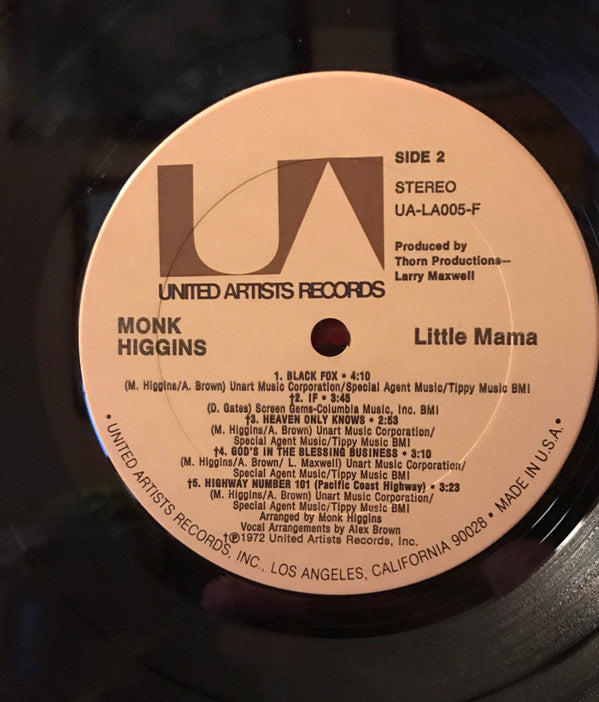 SIDE 2
STEREO
UA-LA005-F
Produced by
Thorn Productions—
Larry Maxwell
UA
UNITED ARTISTS RECORDS
MONK
HIGGINS
Little Mama
1. BLACK FOX • 4:10
(M. Higgins/A. Brown) Unart Music Corporation/Special Agent Music/Tippy Music BMI
†2. IF • 3:45
(D. Gates) Screen Gems-Columbia Music, Inc. BMI
†3. HEAVEN ONLY KNOWS • 2:53
(M. Higgins/A. Brown) Unart Music Corporation/
Special Agent Music/Tippy Music BMI
†4. GOD'S IN THE BLESSING BUSINESS • 3:10
(M. Higgins/A. Brown/ L. Maxwell) Unart Music Corporation/
Special Agent Music/Tippy Music BMI
†5. HIGHWAY NUMBER 101 (Pacific Coast Highway) • 3:23
(M. Higgins/A. Brown) Unart Music Corporation/
Special Agent Music/Tippy Music BMI
Arranged by Monk Higgins
Vocal Arrangements by Alex Brown
†℗1972 United Artists Records, Inc.
• UNITED ARTISTS RECORDS, INC., LOS ANGELES, CALIFORNIA 90028 • MADE IN U.S.A. •